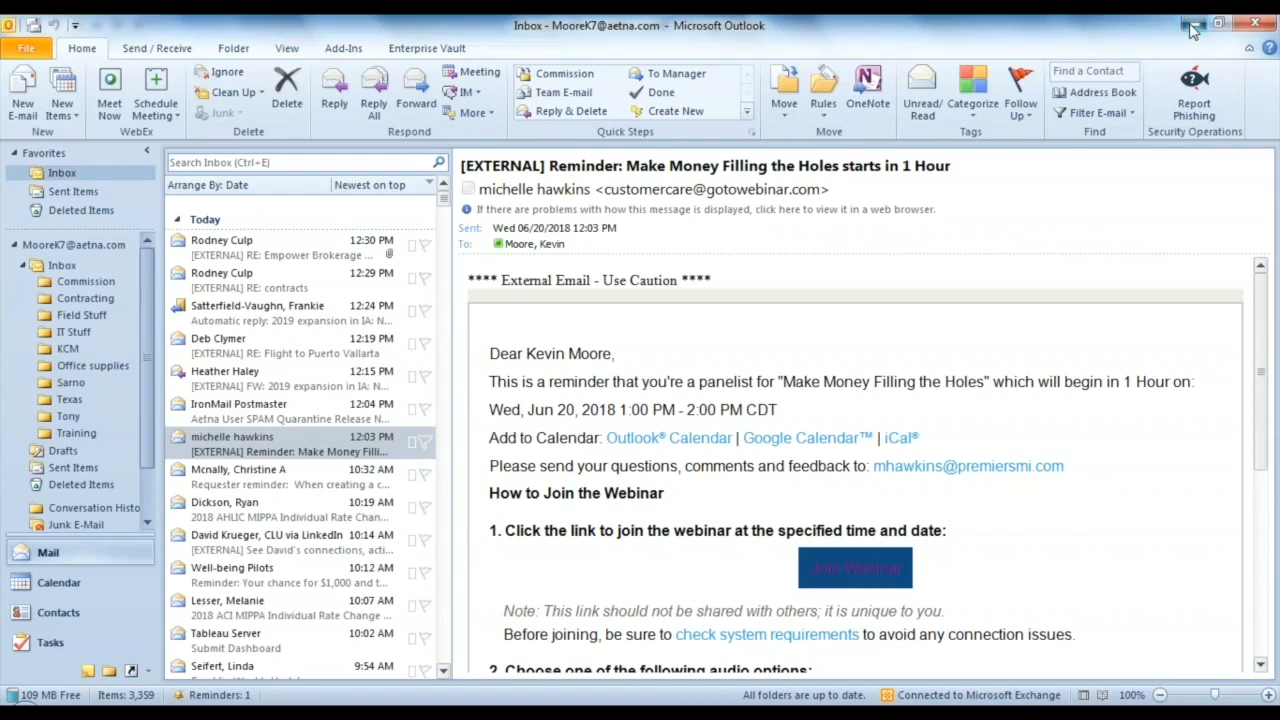 Inbox - MooreK7@aetna.com - Microsoft Outlook
File Home Send / Receive Folder View Add-Ins Enterprise Vault
New E-mail
New Items
New
Meet Now
Schedule Meeting
WebEx
Ignore
Clean Up
Junk
Delete
Delete
Reply
Reply All
Forward
Meeting
IM
More
Respond
Commission
Team E-mail
Reply & Delete
To Manager
Done
Create New
Quick Steps
Move
Rules
OneNote
Move
Unread/ Read
Categorize
Follow Up
Tags
Find a Contact
Address Book
Filter E-mail
Find
Report Phishing
Security Operations
Favorites
Inbox
Sent Items
Deleted Items
MooreK7@aetna.com
Inbox
Commission
Contracting
Field Stuff
IT Stuff
KCM
Office supplies
Sarno
Texas
Tony
Training
Drafts
Sent Items
Deleted Items
Conversation Histo
Junk E-Mail
Mail
Calendar
Contacts
Tasks
Search Inbox (Ctrl+E)
Arrange By: Date Newest on top
Today
Rodney Culp 12:30 PM
[EXTERNAL] RE: Empower Brokerage ...
Rodney Culp 12:29 PM
[EXTERNAL] RE: contracts
Satterfield-Vaughn, Frankie 12:24 PM
Automatic reply: 2019 expansion in IA: N...
Deb Clymer 12:19 PM
[EXTERNAL] RE: Flight to Puerto Vallarta
Heather Haley 12:15 PM
[EXTERNAL] FW: 2019 expansion in IA: N...
IronMail Postmaster 12:04 PM
Aetna User SPAM Quarantine Release N...
michelle hawkins 12:03 PM
[EXTERNAL] Reminder: Make Money Filli...
Mcnally, Christine A 10:32 AM
Requester reminder: When creating a c...
Dickson, Ryan 10:19 AM
2018 AHLIC MIPPA Individual Rate Chan...
David Krueger, CLU via LinkedIn 10:14 AM
[EXTERNAL] See David's connections, acti...
Well-being Pilots 10:12 AM
Reminder: Your chance for $1,000 and t...
Lesser, Melanie 10:07 AM
2018 ACI MIPPA Individual Rate Change ...
Tableau Server 10:02 AM
Submit Dashboard
Seifert, Linda 9:54 AM
[EXTERNAL] Reminder: Make Money Filling the Holes starts in 1 Hour
michelle hawkins <customercare@gotowebinar.com>
If there are problems with how this message is displayed, click here to view it in a web browser.
Sent: Wed 06/20/2018 12:03 PM
To: Moore, Kevin
**** External Email - Use Caution ****
Dear Kevin Moore,
This is a reminder that you're a panelist for "Make Money Filling the Holes" which will begin in 1 Hour on:
Wed, Jun 20, 2018 1:00 PM - 2:00 PM CDT
Add to Calendar: Outlook® Calendar | Google Calendar™ | iCal®
Please send your questions, comments and feedback to: mhawkins@premiersmi.com
How to Join the Webinar
1. Click the link to join the webinar at the specified time and date:
Join Webinar
Note: This link should not be shared with others; it is unique to you.
Before joining, be sure to check system requirements to avoid any connection issues.
2. Choose one of the following audio options:
109 MB Free Items: 3,359 Reminders: 1 All folders are up to date. Connected to Microsoft Exchange 100%